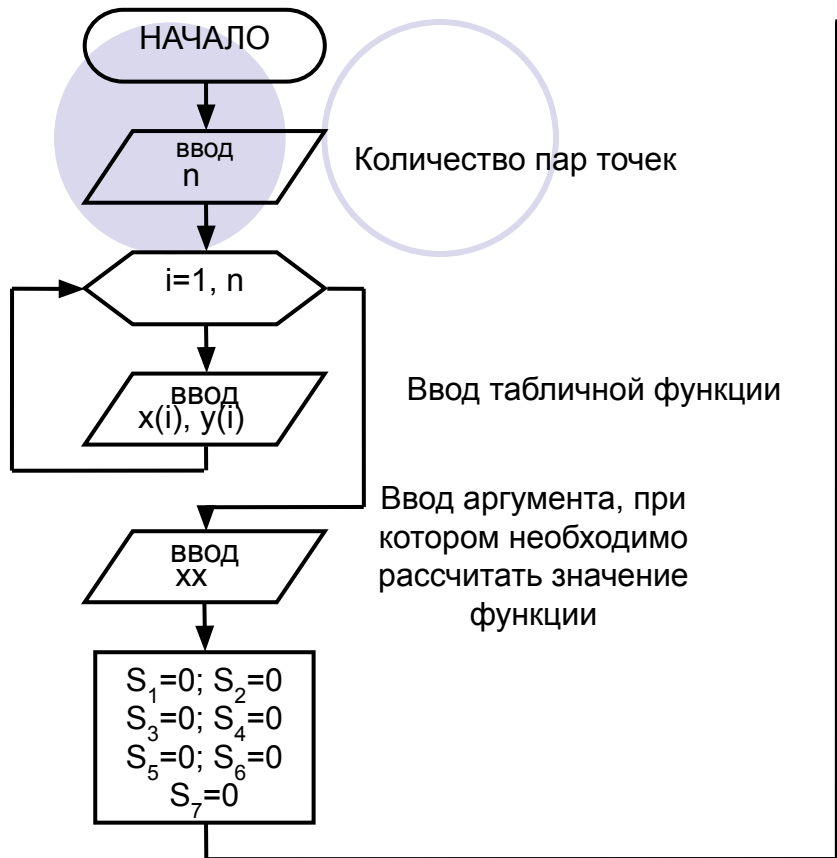 НАЧАЛО
ввод
n
Количество пар точек
i=1, n
ввод
x(i), y(i)
Ввод табличной функции
Ввод аргумента, при
котором необходимо
рассчитать значение
функции
ввод
xx
S₁=0; S₂=0
S₃=0; S₄=0
S₅=0; S₆=0
S₇=0